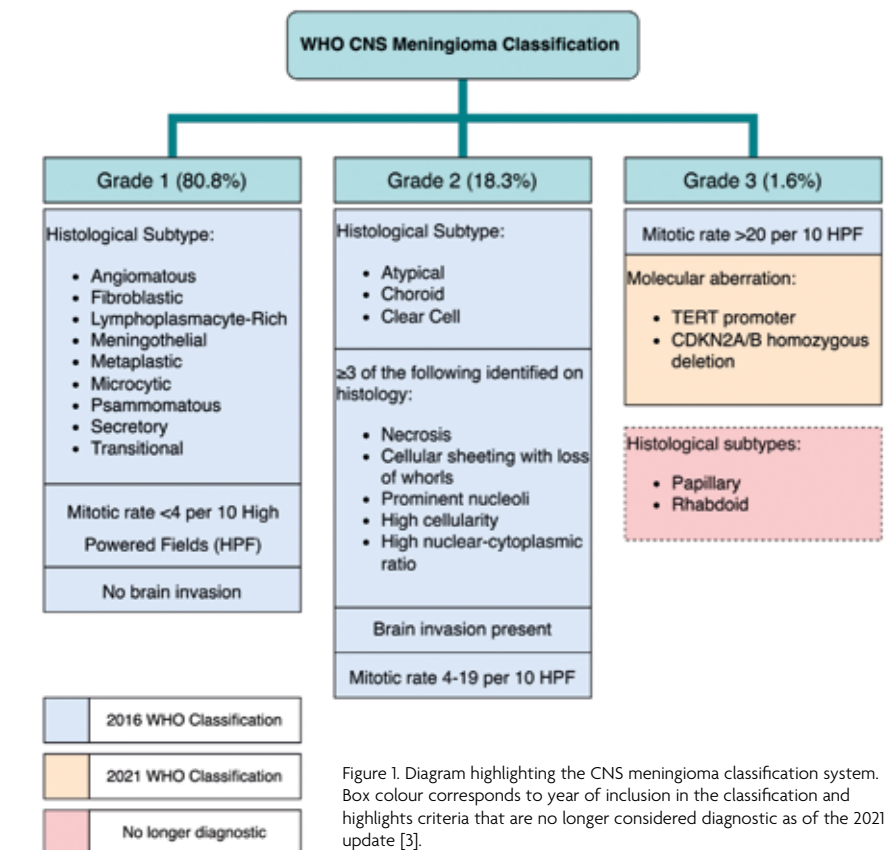 WHO CNS Meningioma Classification
Grade 1 (80.8%)
Histological Subtype:
• Angiomatous
• Fibroblastic
• Lymphoplasmacyte-Rich
• Meningothelial
• Metaplastic
• Microcytic
• Psammomatous
• Secretory
• Transitional
Mitotic rate <4 per 10 High
Powered Fields (HPF)
No brain invasion
Grade 2 (18.3%)
Histological Subtype:
• Atypical
• Choroid
• Clear Cell
≥3 of the following identified on
histology:
• Necrosis
• Cellular sheeting with loss
of whorls
• Prominent nucleoli
• High cellularity
• High nuclear-cytoplasmic
ratio
Brain invasion present
Mitotic rate 4-19 per 10 HPF
Grade 3 (1.6%)
Mitotic rate >20 per 10 HPF
Molecular aberration:
• TERT promoter
• CDKN2A/B homozygous
deletion
Histological subtypes:
• Papillary
• Rhabdoid
2016 WHO Classification
2021 WHO Classification
No longer diagnostic
Figure 1. Diagram highlighting the CNS meningioma classification system.
Box colour corresponds to year of inclusion in the classification and
highlights criteria that are no longer considered diagnostic as of the 2021
update [3].